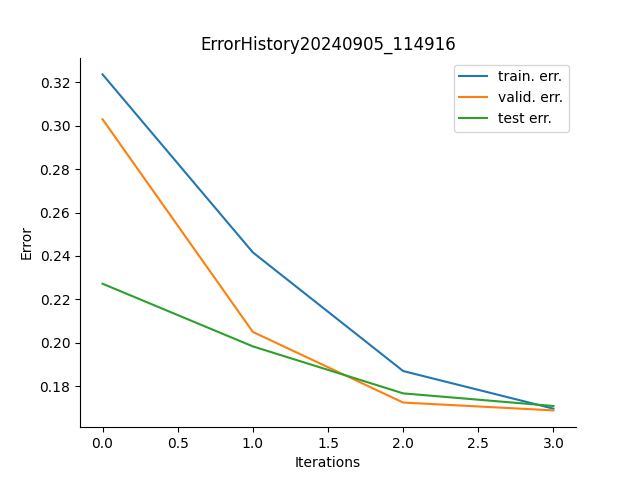 ErrorHistory20240905_114916
train. err.
valid. err.
test err.
0.32
0.30
0.28
0.26
0.24
0.22
0.20
0.18
Error
0.0 0.5 1.0 1.5 2.0 2.5 3.0
Iterations